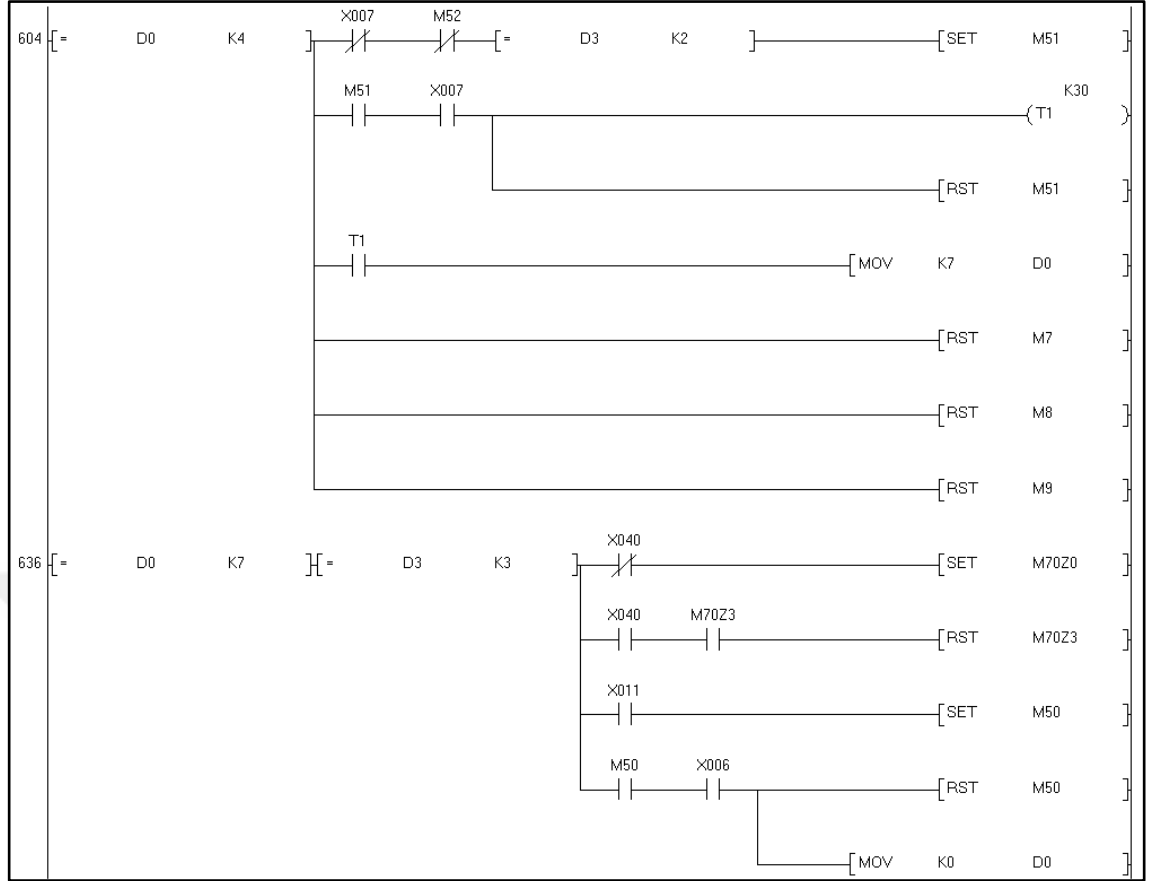 X007 M52
604 [= D0 K4 ] [= D3 K2 ] [SET M51 ]
M51 X007 K30
(T1 )
[RST M51 ]
T1
[MOV K7 D0 ]
[RST M7 ]
[RST M8 ]
[RST M9 ]
X040
636 [= D0 K7 ] [= D3 K3 ] [SET M70Z0 ]
X040 M70Z3
[RST M70Z3 ]
X011
[SET M50 ]
M50 X006
[RST M50 ]
[MOV K0 D0 ]